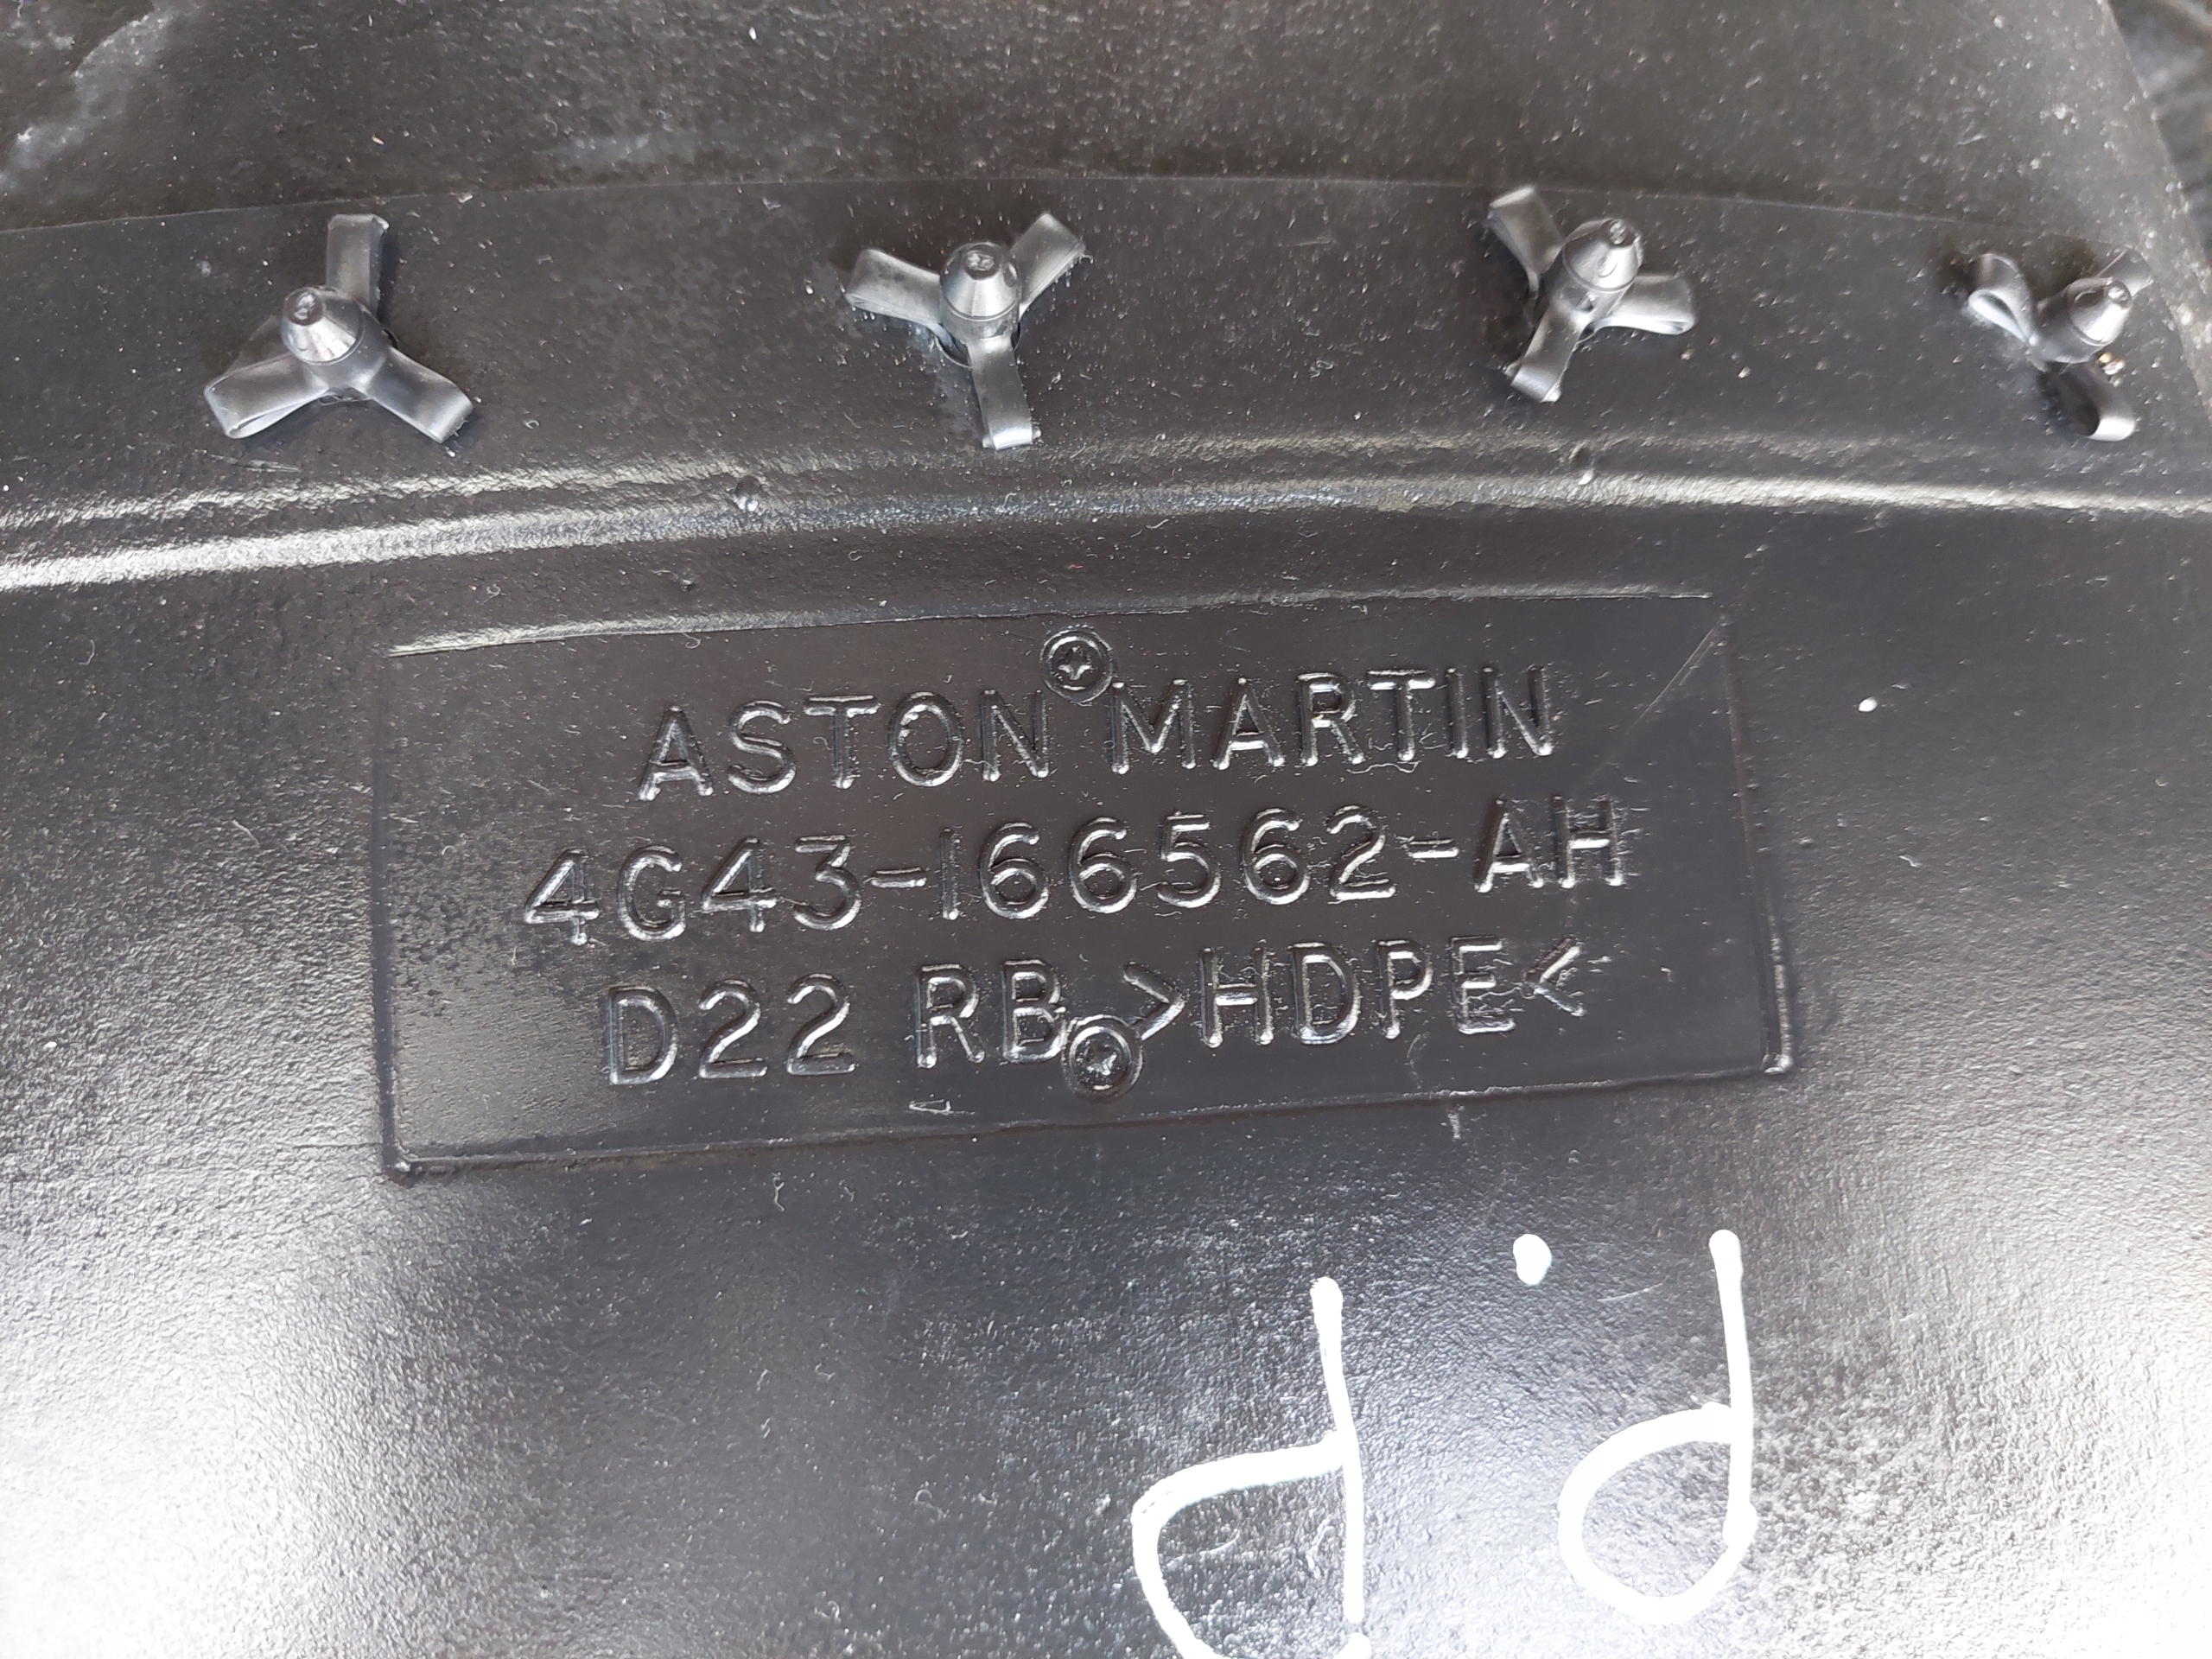 ASTON MARTIN
4G43-166562-AH
D22 RB >HDPE<
d.d